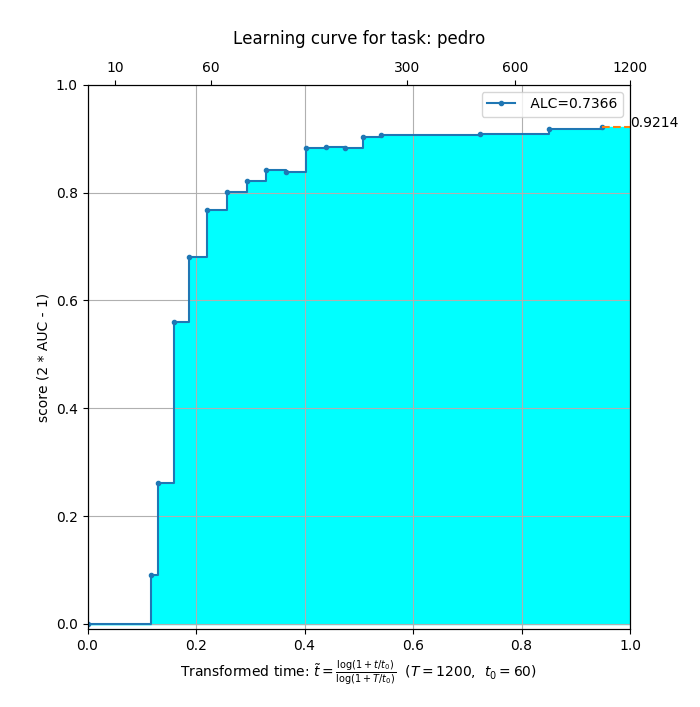 Learning curve for task: pedro
10 60 300 600 1200
ALC=0.7366
0.9214
1.0
0.8
0.6
0.4
0.2
0.0
score (2 * AUC - 1)
0.0 0.2 0.4 0.6 0.8 1.0
Transformed time: t̃ = log(1 + t/t₀) / log(1 + T/t₀) (T = 1200, t₀ = 60)